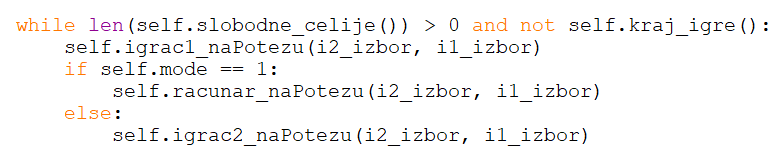 while len(self.slobodne_celije()) > 0 and not self.kraj_igre():
    self.igrac1_naPotezu(i2_izbor, i1_izbor)
    if self.mode == 1:
        self.racunar_naPotezu(i2_izbor, i1_izbor)
    else:
        self.igrac2_naPotezu(i2_izbor, i1_izbor)